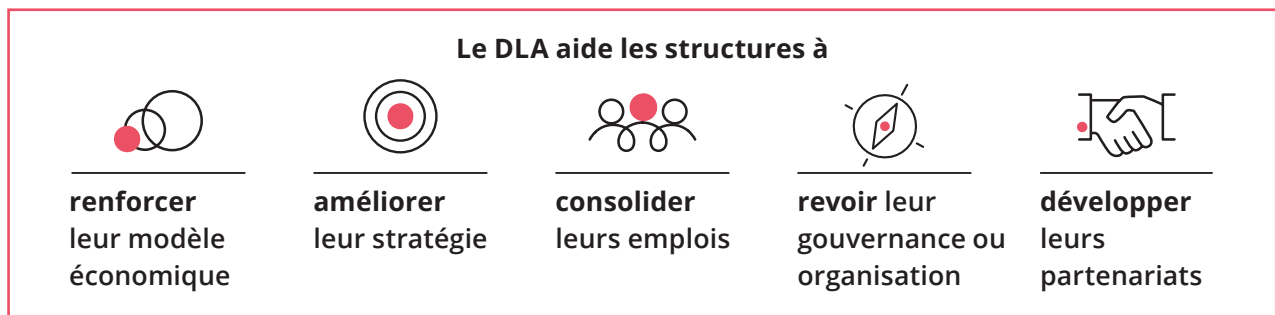 Le DLA aide les structures à
renforcer
leur modèle
économique
améliorer
leur stratégie
consolider
leurs emplois
revoir leur
gouvernance ou
organisation
développer
leurs
partenariats